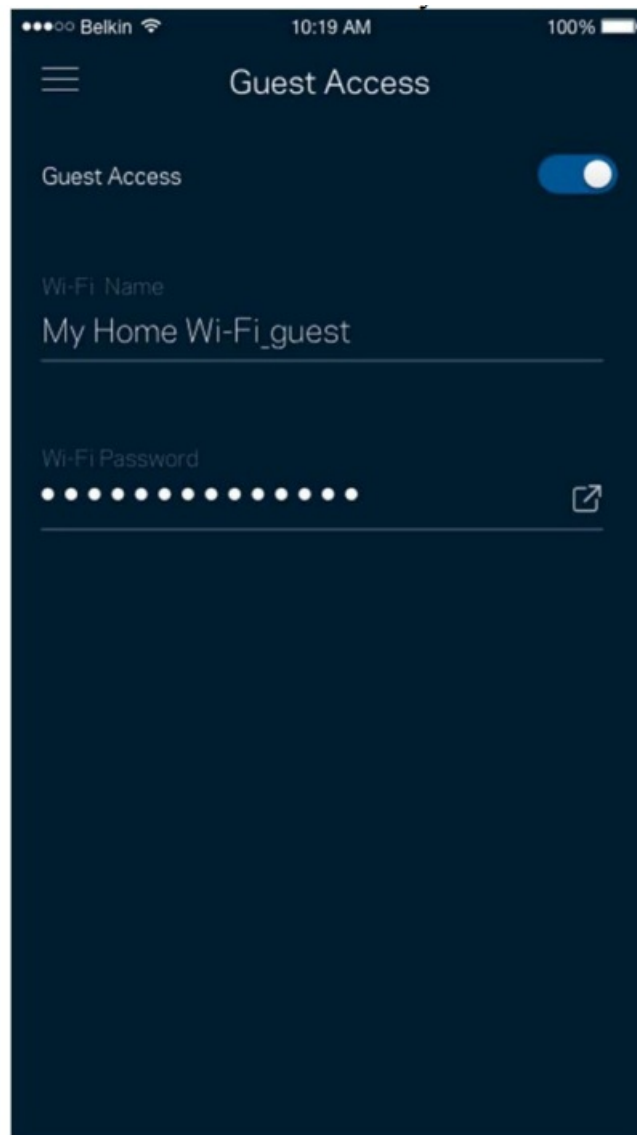 Belkin 10:19 AM 100%
Guest Access
Guest Access
Wi-Fi Name
My Home Wi-Fi_guest
Wi-Fi Password